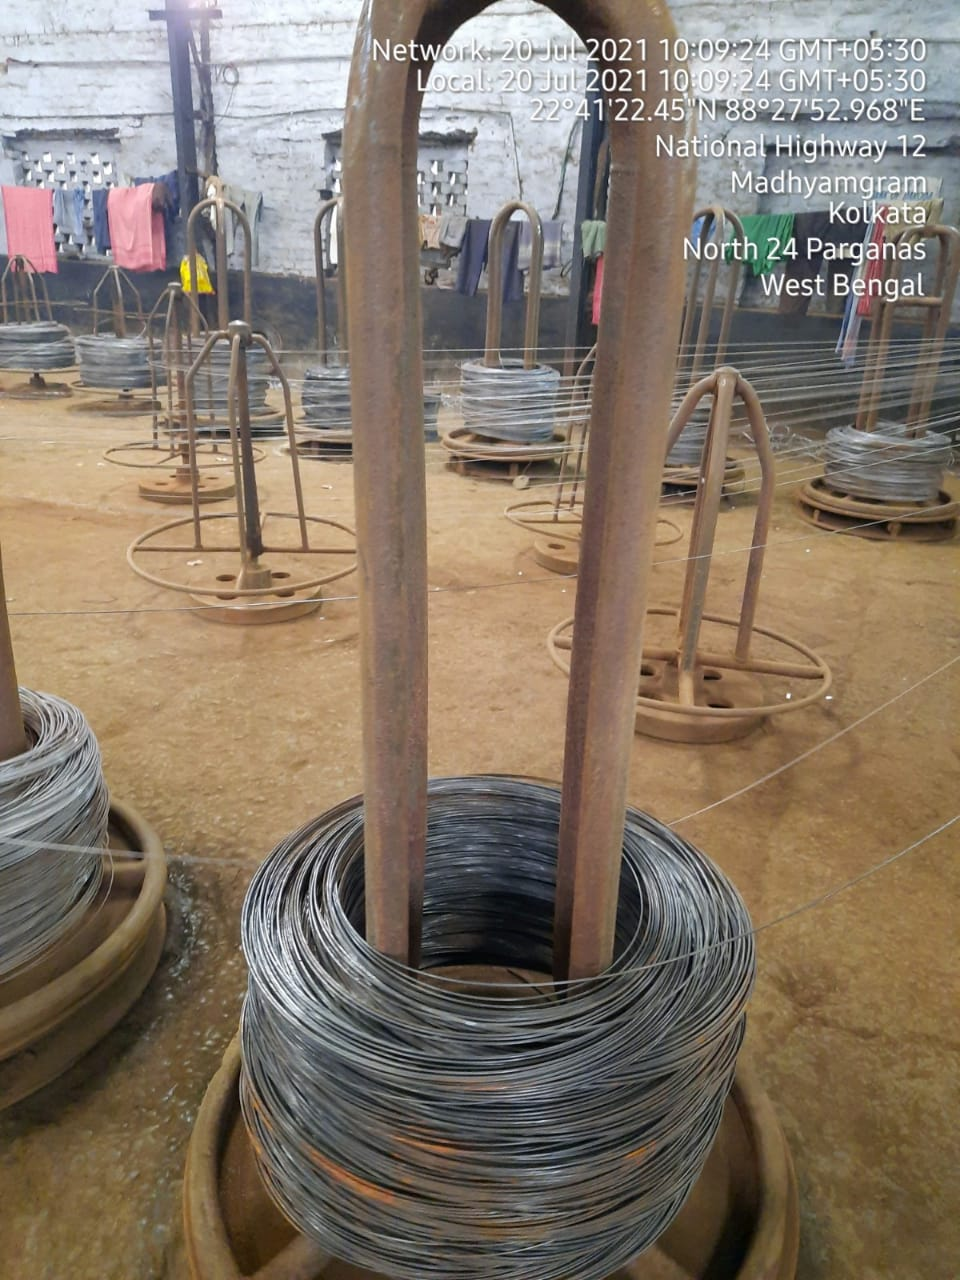 Network: 20 Jul 2021 10:09:24 GMT+05:30
Local: 20 Jul 2021 10:09:24 GMT+05:30
22°41'22.45"N 88°27'52.968"E
National Highway 12
Madhyamgram
Kolkata
North 24 Parganas
West Bengal